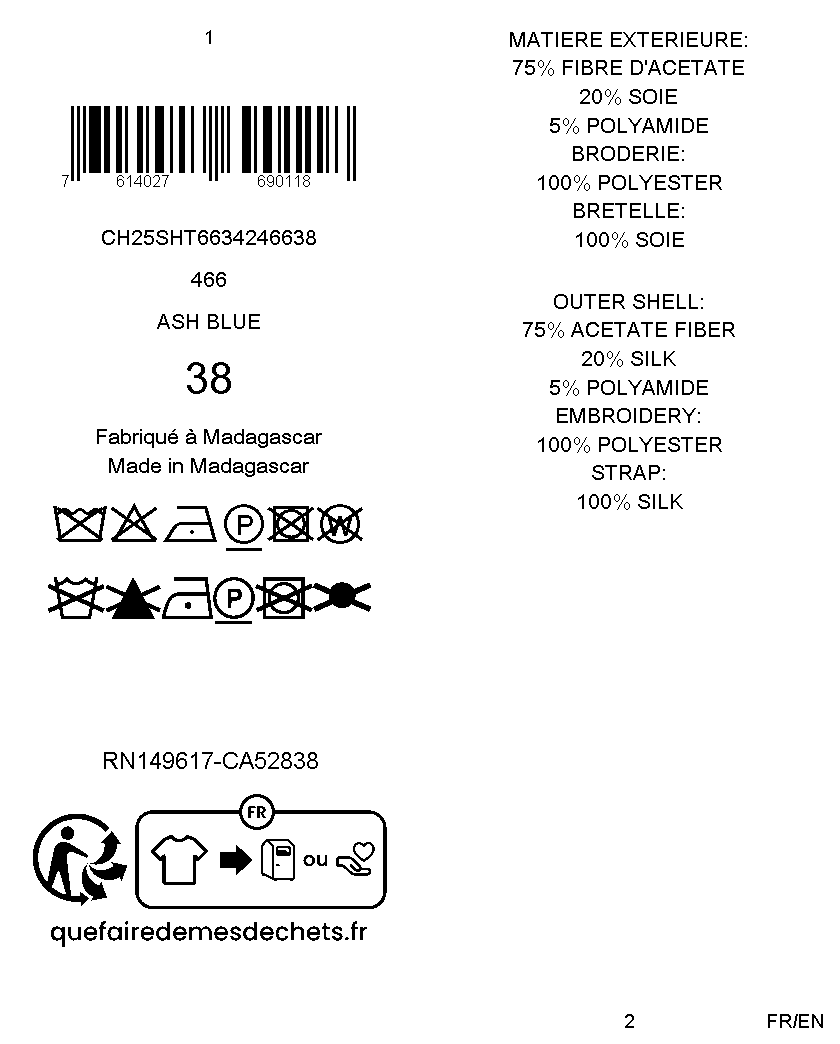 1
7 614027 690118
CH25SHT6634246638
466
ASH BLUE
38
Fabriqué à Madagascar
Made in Madagascar
P
W
P
RN149617-CA52838
FR
ou
quefairedemesdechets.fr
MATIERE EXTERIEURE:
75% FIBRE D'ACETATE
20% SOIE
5% POLYAMIDE
BRODERIE:
100% POLYESTER
BRETELLE:
100% SOIE
OUTER SHELL:
75% ACETATE FIBER
20% SILK
5% POLYAMIDE
EMBROIDERY:
100% POLYESTER
STRAP:
100% SILK
2
FR/EN